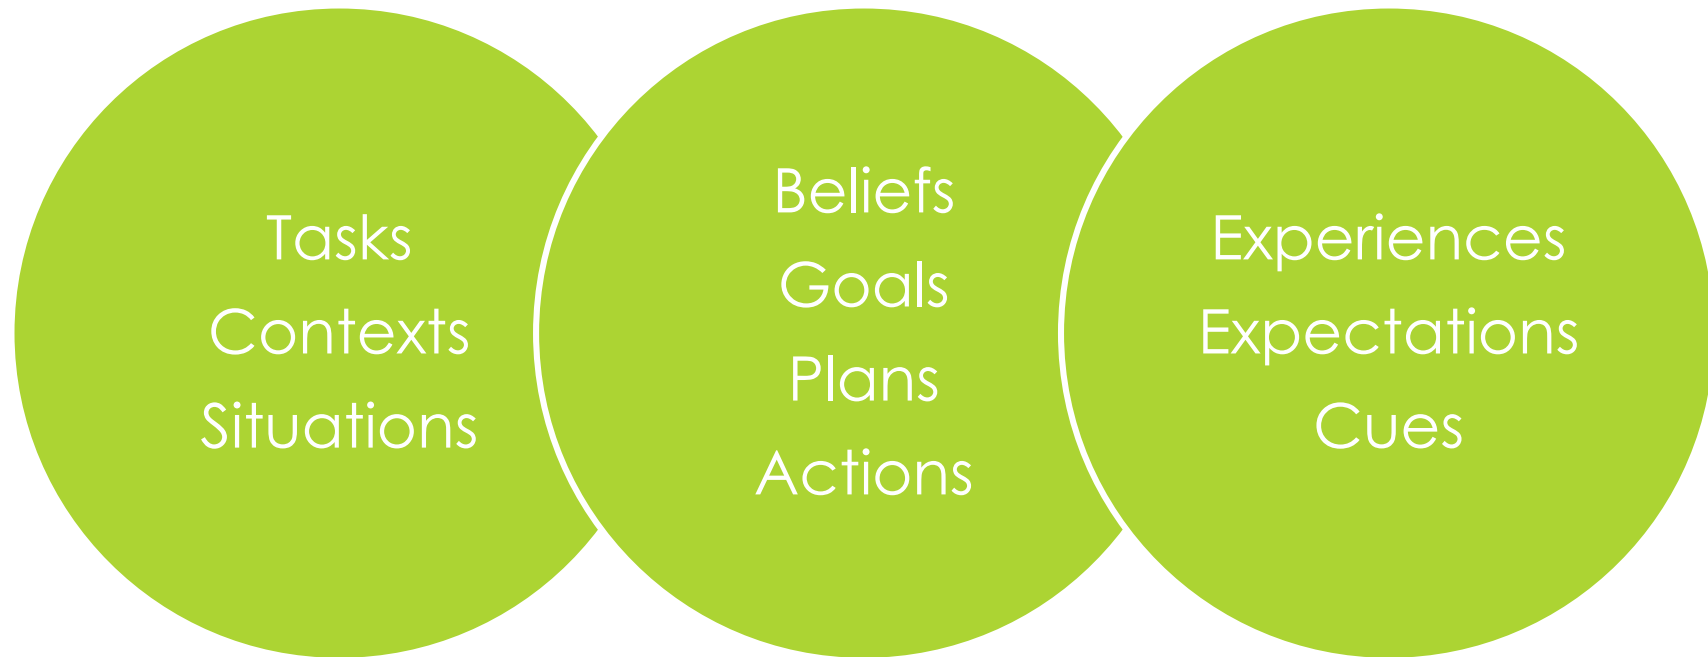 Tasks
Contexts
Situations
Beliefs
Goals
Plans
Actions
Experiences
Expectations
Cues